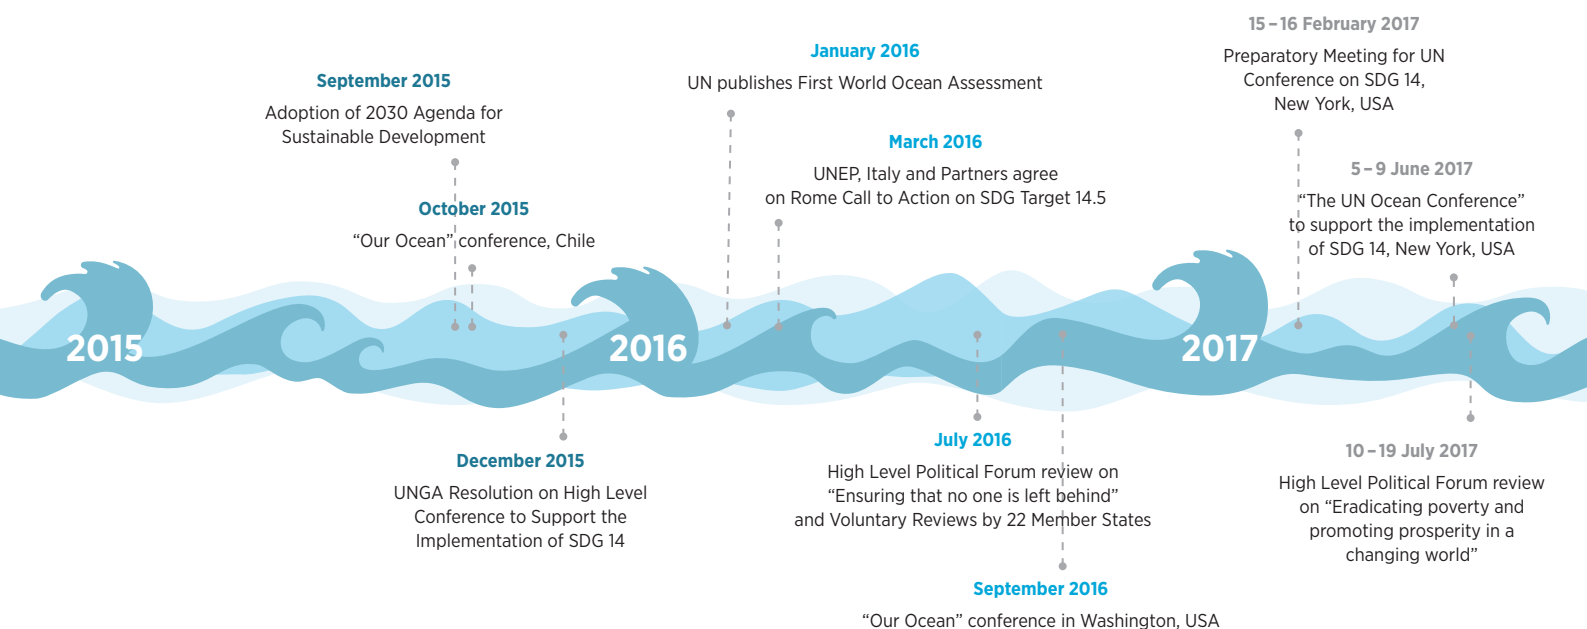 September 2015
Adoption of 2030 Agenda for
Sustainable Development
October 2015
“Our Ocean” conference, Chile
January 2016
UN publishes First World Ocean Assessment
March 2016
UNEP, Italy and Partners agree
on Rome Call to Action on SDG Target 14.5
15 – 16 February 2017
Preparatory Meeting for UN
Conference on SDG 14,
New York, USA
5 – 9 June 2017
“The UN Ocean Conference”
to support the implementation
of SDG 14, New York, USA
2015
2016
2017
December 2015
UNGA Resolution on High Level
Conference to Support the
Implementation of SDG 14
July 2016
High Level Political Forum review on
“Ensuring that no one is left behind”
and Voluntary Reviews by 22 Member States
September 2016
“Our Ocean” conference in Washington, USA
10 – 19 July 2017
High Level Political Forum review
on “Eradicating poverty and
promoting prosperity in a
changing world”